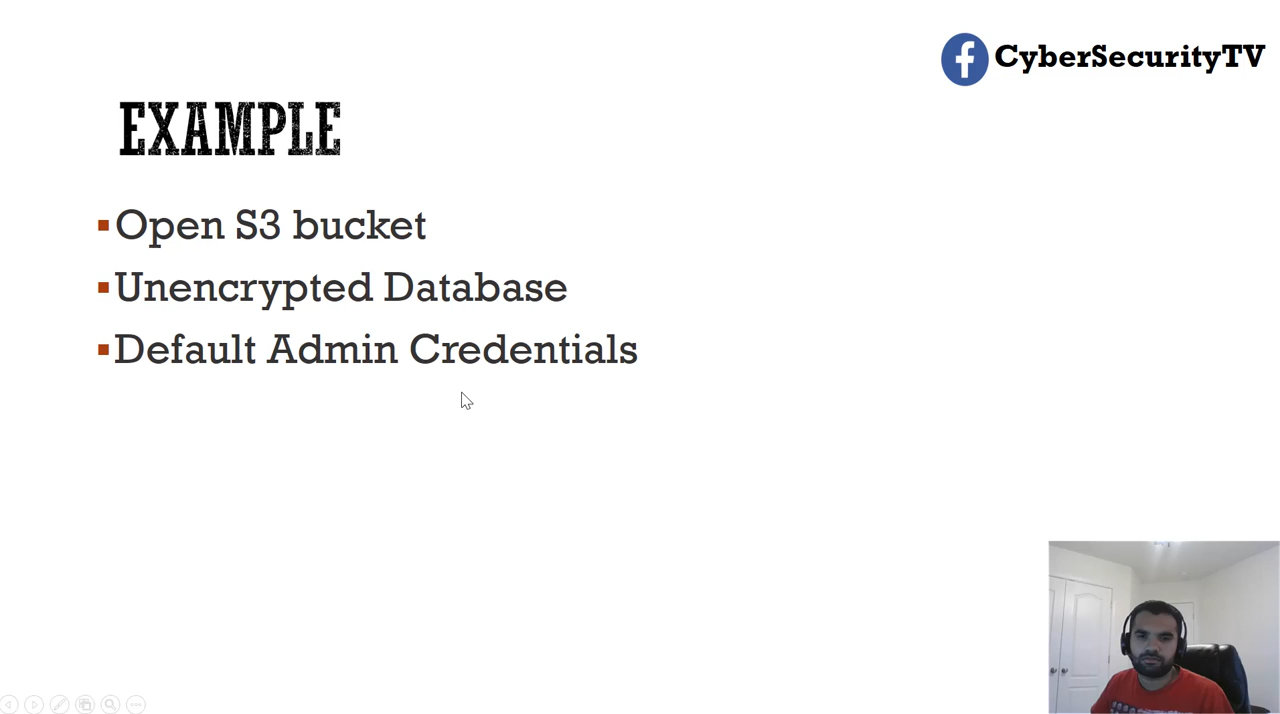 CyberSecurityTV
EXAMPLE
Open S3 bucket
Unencrypted Database
Default Admin Credentials